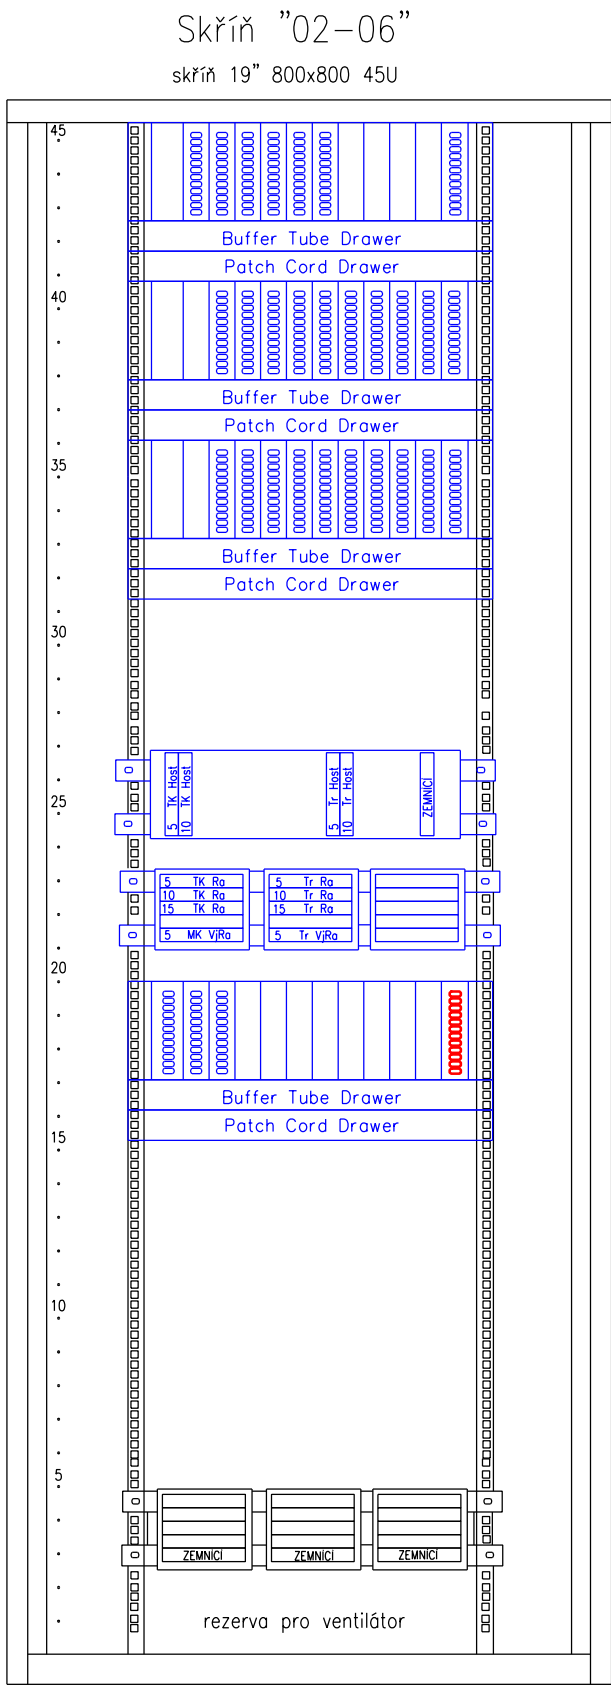 Skříň "02-06"
skříň 19" 800x800 45U
45
Buffer Tube Drawer
Patch Cord Drawer
40
Buffer Tube Drawer
Patch Cord Drawer
35
Buffer Tube Drawer
Patch Cord Drawer
30
5 TK Host
10 TK Host
5 Tr Host
10 Tr Host
ZEMNÍCÍ
25
5 TK Ra
10 TK Ra
15 TK Ra
5 MK VjRa
5 Tr Ra
10 Tr Ra
15 Tr Ra
5 Tr VjRa
20
Buffer Tube Drawer
Patch Cord Drawer
15
10
5
ZEMNÍCÍ
ZEMNÍCÍ
ZEMNÍCÍ
rezerva pro ventilátor